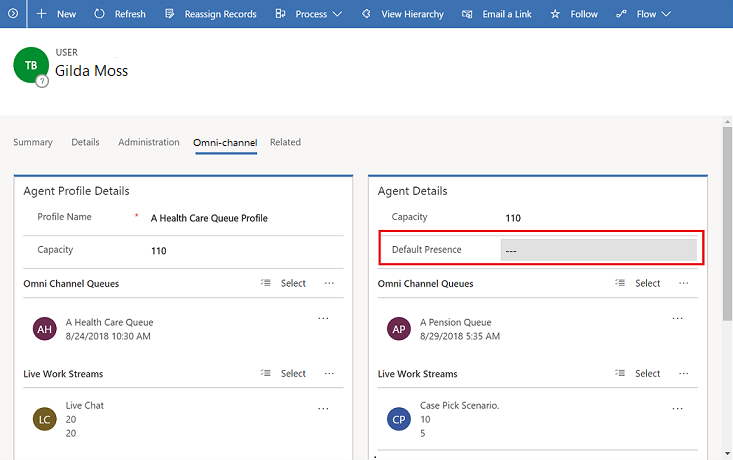 New Refresh Reassign Records Process View Hierarchy Email a Link Follow Flow
TB
?
USER
Gilda Moss
Summary Details Administration Omni-channel Related
Agent Profile Details
Profile Name * A Health Care Queue Profile
Capacity 110
Omni Channel Queues Select ...
AH
A Health Care Queue ...
8/24/2018 10:30 AM
Live Work Streams Select ...
LC
Live Chat ...
20
20
Agent Details
Capacity 110
Default Presence ---
Omni Channel Queues Select ...
AP
A Pension Queue ...
8/29/2018 5:35 AM
Live Work Streams Select ...
CP
Case Pick Scenario. ...
10
5